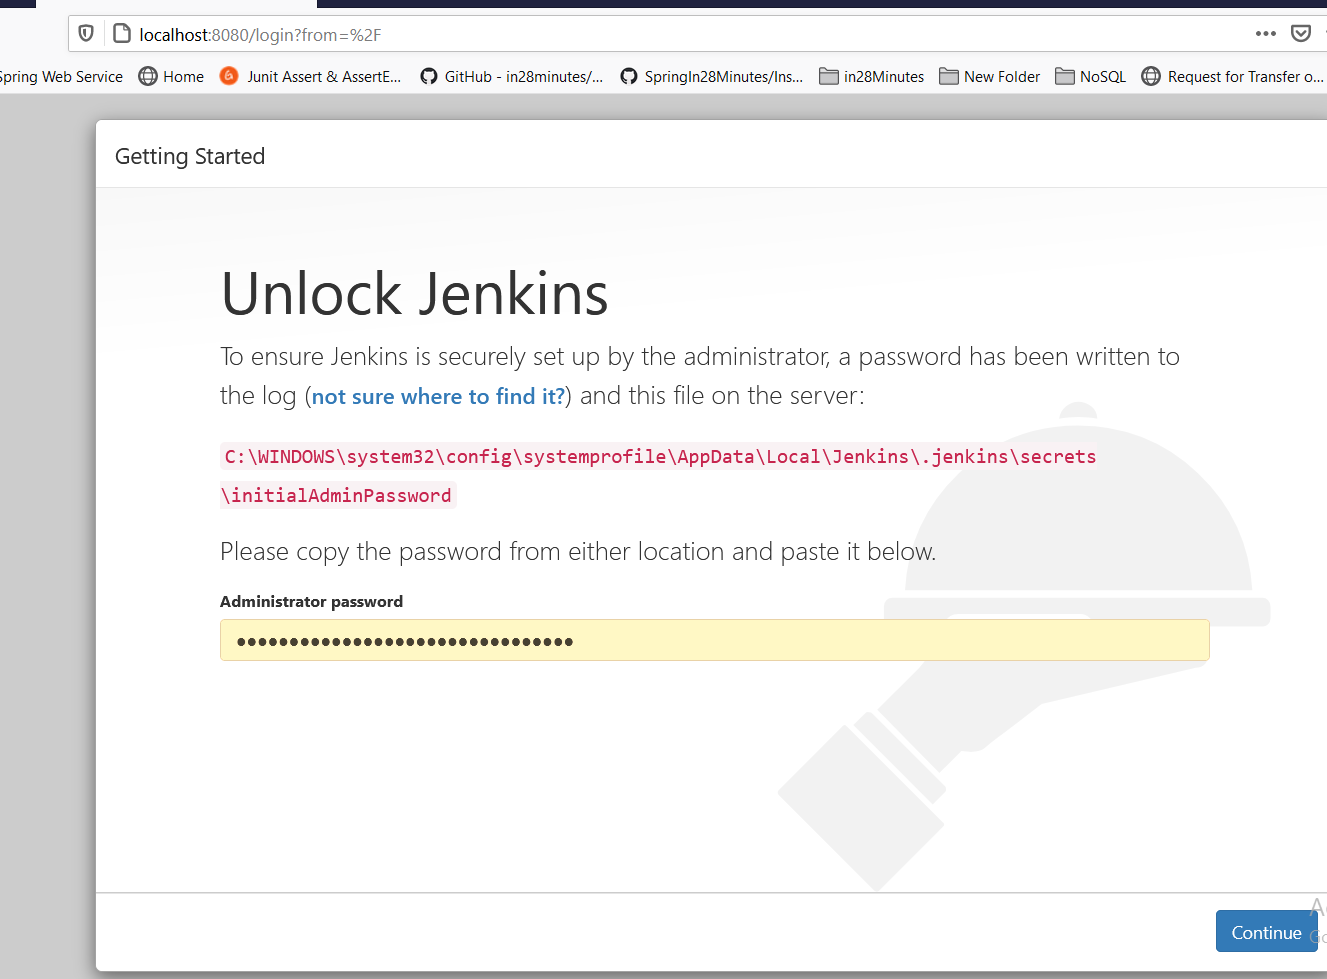 localhost:8080/login?from=%2F
Spring Web Service Home Junit Assert & AssertE... GitHub - in28minutes/... SpringIn28Minutes/Ins... in28Minutes New Folder NoSQL Request for Transfer o...
Getting Started
Unlock Jenkins
To ensure Jenkins is securely set up by the administrator, a password has been written to
the log (not sure where to find it?) and this file on the server:
C:\WINDOWS\system32\config\systemprofile\AppData\Local\Jenkins\.jenkins\secrets
\initialAdminPassword
Please copy the password from either location and paste it below.
Administrator password
••••••••••••••••••••••••••••••••
Continue